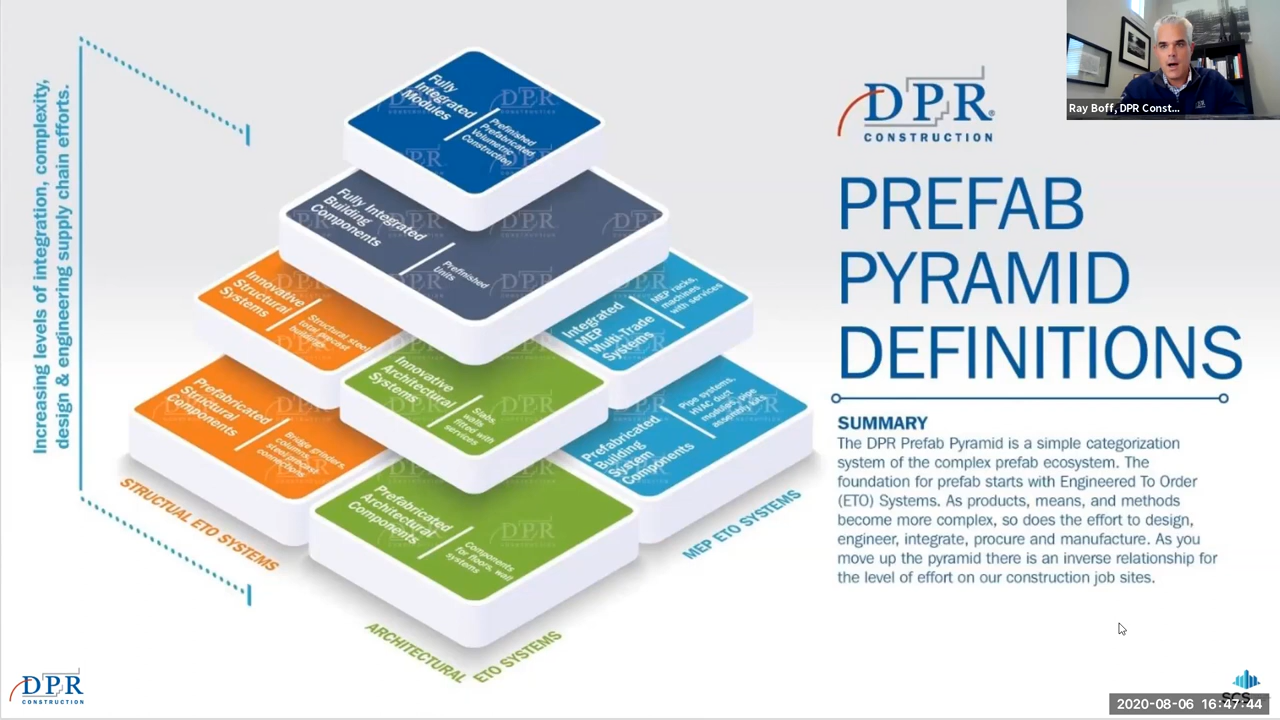 Increasing levels of integration, complexity,
design & engineering supply chain efforts.
Fully
Integrated
Modules
Prefinished
Prefabricated
Volumetric
Construction
Fully Integrated
Building
Components
Prefinished
Units
Innovative
Structural
Systems
Structural steel
total precast
buildings
Integrated
MEP
Multi-Trade
Systems
MEP racks,
machines
with services
Innovative
Architectural
Systems
Slabs,
walls
fitted with
services
Prefabricated
Structural
Components
Bridge grinders,
columns,
steel precast
connections
Prefabricated
Building
System
Components
Pipe systems,
HVAC duct
modules, pipe
assembly kits
Prefabricated
Architectural
Components
Components
for floors, wall
systems
STRUCTUAL ETO SYSTEMS
ARCHITECTURAL ETO SYSTEMS
MEP ETO SYSTEMS
DPR
CONSTRUCTION
PREFAB
PYRAMID
DEFINITIONS
SUMMARY
The DPR Prefab Pyramid is a simple categorization
system of the complex prefab ecosystem. The
foundation for prefab starts with Engineered To Order
(ETO) Systems. As products, means, and methods
become more complex, so does the effort to design,
engineer, integrate, procure and manufacture. As you
move up the pyramid there is an inverse relationship for
the level of effort on our construction job sites.
Ray Boff, DPR Const...
DPR
CONSTRUCTION
SCS
2020-08-06 16:47:44